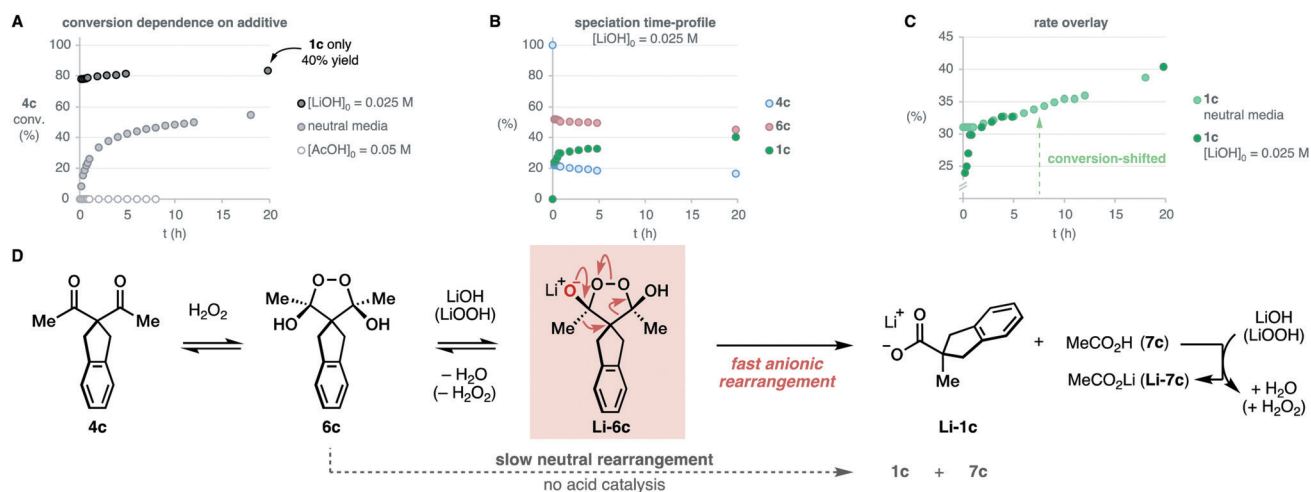 A
conversion dependence on additive
100
80
60
40
20
0
4c
conv.
(%)
0
5
10
15
20
t (h)
1c only
40% yield
[LiOH]0 = 0.025 M
neutral media
[AcOH]0 = 0.05 M
B
speciation time-profile
[LiOH]0 = 0.025 M
100
80
60
40
20
0
(%)
0
5
10
15
20
t (h)
4c
6c
1c
C
rate overlay
45
40
35
30
25
(%)
0
5
10
15
20
t (h)
conversion-shifted
1c
neutral media
1c
[LiOH]0 = 0.025 M
D
O
O
Me
Me
4c
H2O2
O–O
Me
Me
HO
OH
6c
LiOH
(LiOOH)
– H2O
(– H2O2)
Li+
O–
O–O
OH
Me
Me
Li-6c
fast anionic
rearrangement
Li+
O
–O
Me
Li-1c
+
MeCO2H (7c)
MeCO2Li (Li-7c)
LiOH
(LiOOH)
+ H2O
(+ H2O2)
slow neutral rearrangement
no acid catalysis
1c + 7c